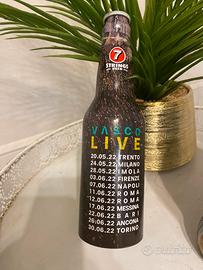 7
STRINGS
VASCO
LIVE
20.05.22 TRENTO
24.05.22 MILANO
28.05.22 IMOLA
03.06.22 FIRENZE
07.06.22 NAPOLI
11.06.22 ROMA
12.06.22 ROMA
17.06.22 MESSINA
22.06.22 BARI
26.06.22 ANCONA
30.06.22 TORINO
subito